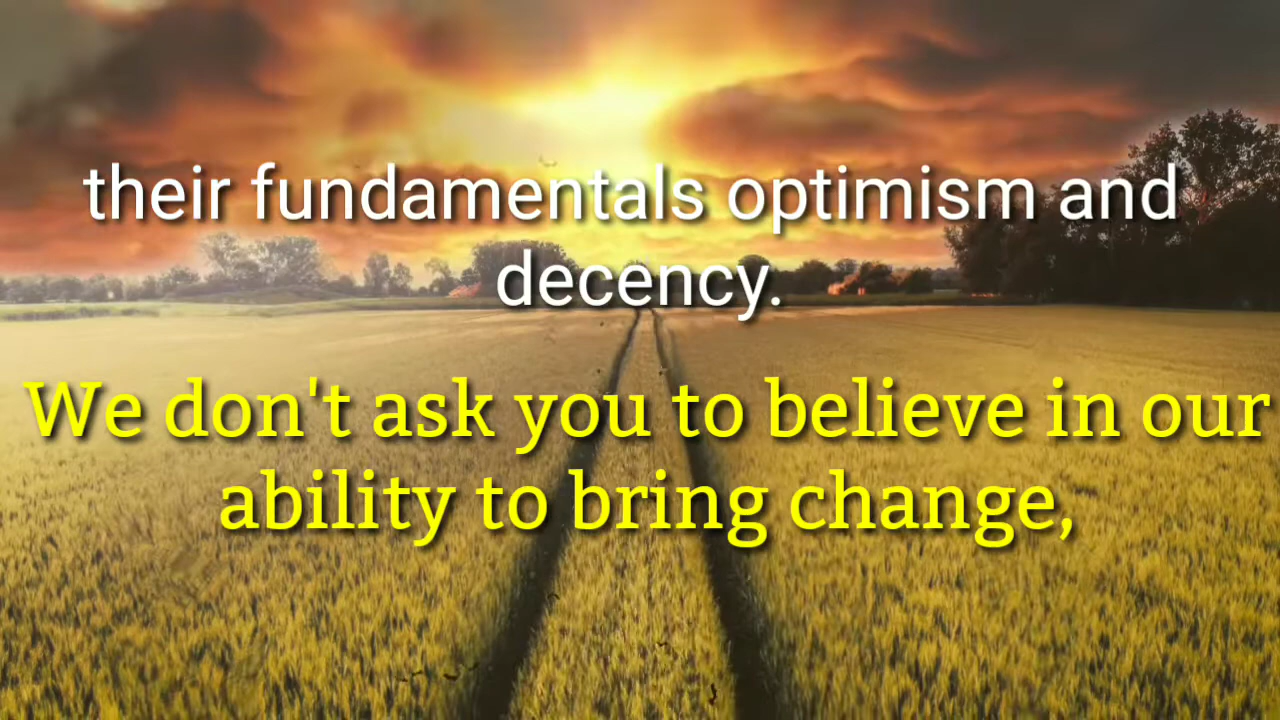 their fundamentals optimism and
decency.
We don't ask you to believe in our
ability to bring change,